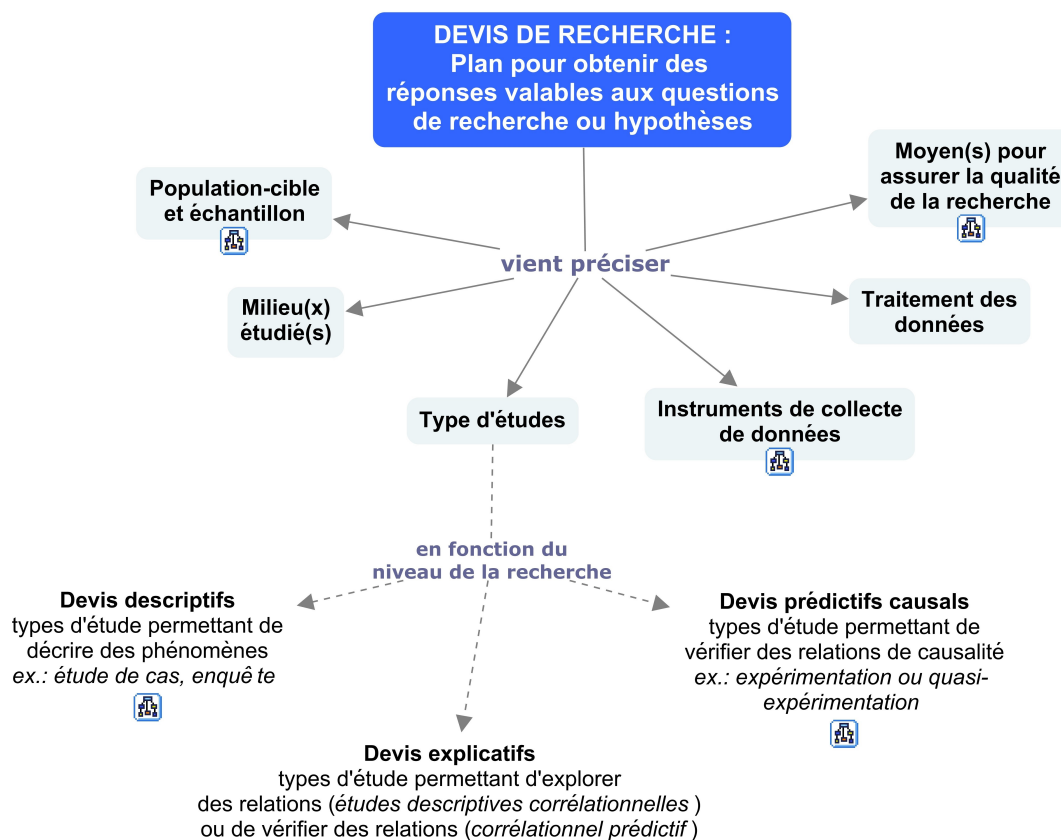 DEVIS DE RECHERCHE :
Plan pour obtenir des
réponses valables aux questions
de recherche ou hypothèses
Moyen(s) pour
assurer la qualité
de la recherche
Population-cible
et échantillon
vient préciser
Milieu(x)
étudié(s)
Traitement des
données
Type d'études
Instruments de collecte
de données
en fonction du
niveau de la recherche
Devis descriptifs
types d'étude permettant de
décrire des phénomènes
ex.: étude de cas, enquête
Devis prédictifs causals
types d'étude permettant de
vérifier des relations de causalité
ex.: expérimentation ou quasi-
expérimentation
Devis explicatifs
types d'étude permettant d'explorer
des relations (études descriptives corrélationnelles )
ou de vérifier des relations (corrélationnel prédictif )